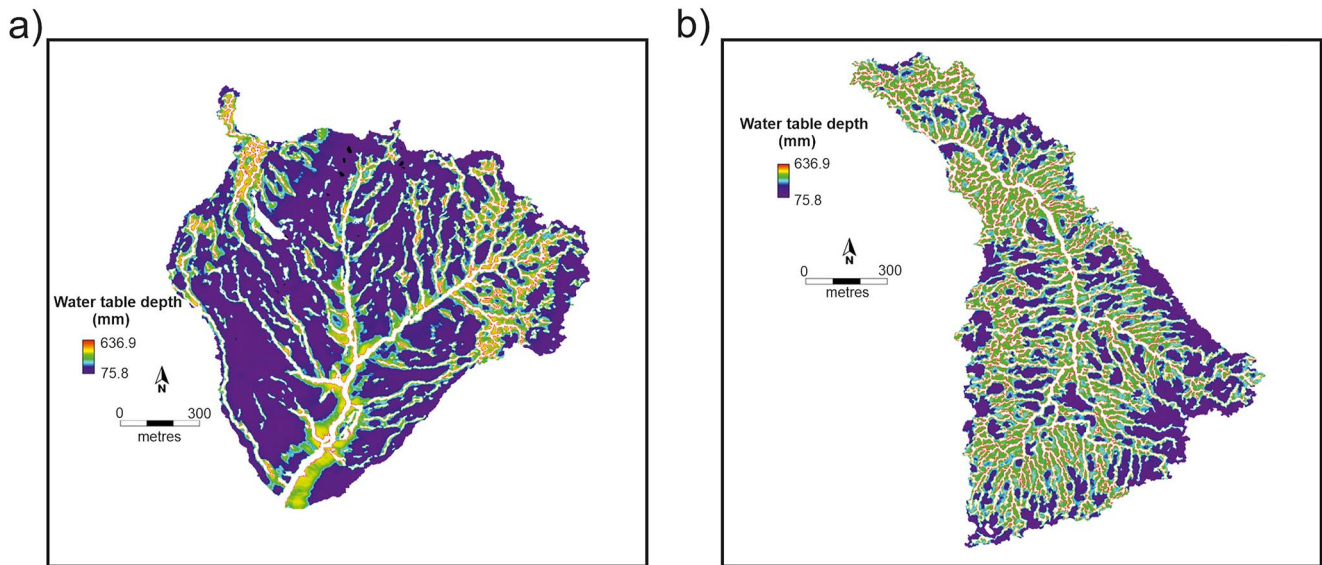 a)
Water table depth
(mm)
636.9
75.8
N
0 300
metres
b)
Water table depth
(mm)
636.9
75.8
N
0 300
metres